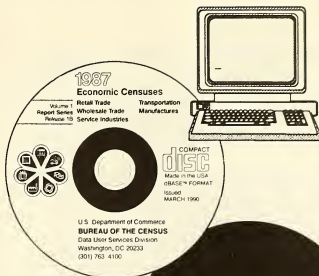 1987
Economic Censuses
Volume 1
Report Series
Release 1B
Retail Trade
Wholesale Trade
Service Industries
Transportation
Manufactures
COMPACT
disc
Made in the USA
dBASE™ FORMAT
Issued
MARCH 1990
U.S. Department of Commerce
BUREAU OF THE CENSUS
Data User Services Division
Washington, DC 20233
(301) 763 4100